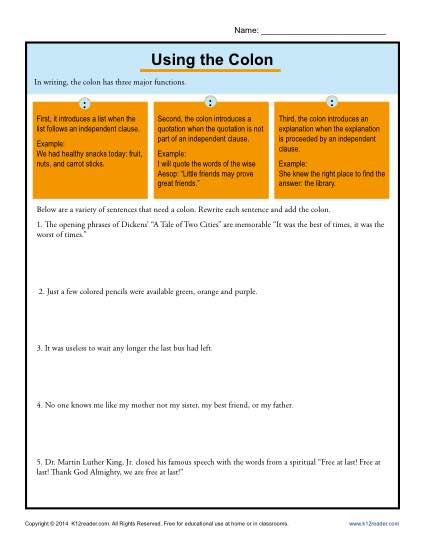 Name:
Using the Colon
In writing, the colon has three major functions.
First, it introduces a list when the
list follows an independent clause.
Example:
We had healthy snacks today: fruit,
nuts, and carrot sticks.
Second, the colon introduces a
quotation when the quotation is not
part of an independent clause.
Example:
I will quote the words of the wise
Aesop: “Little friends may prove
great friends.”
Third, the colon introduces an
explanation when the explanation
is proceeded by an independent
clause.
Example:
She knew the right place to find the
answer: the library.
Below are a variety of sentences that need a colon. Rewrite each sentence and add the colon.
1. The opening phrases of Dickens’ “A Tale of Two Cities” are memorable “It was the best of times, it was the
worst of times.”
2. Just a few colored pencils were available green, orange and purple.
3. It was useless to wait any longer the last bus had left.
4. No one knows me like my mother not my sister, my best friend, or my father.
5. Dr. Martin Luther King, Jr. closed his famous speech with the words from a spiritual “Free at last! Free at
last! Thank God Almighty, we are free at last!”
Copyright © 2014 K12reader.com. All Rights Reserved. Free for educational use at home or in classrooms.
www.k12reader.com